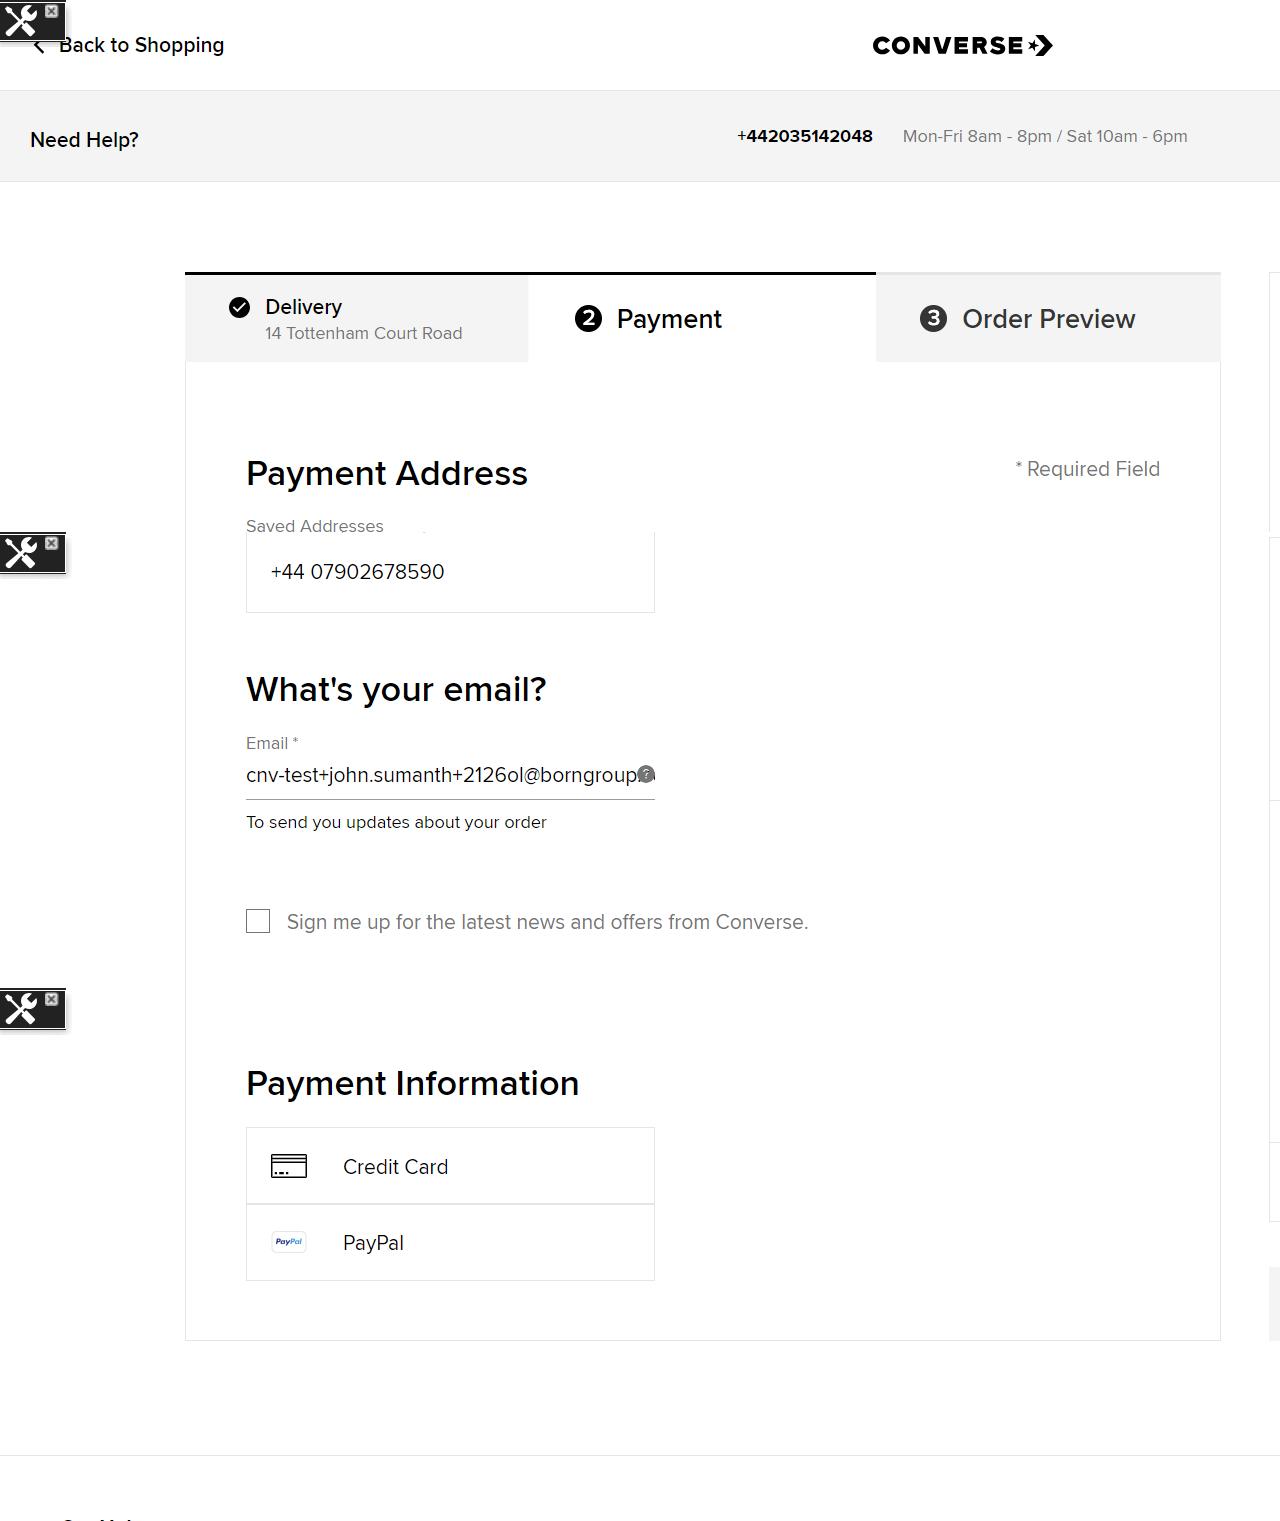 Back to Shopping
CONVERSE
Need Help?
+442035142048 Mon-Fri 8am - 8pm / Sat 10am - 6pm
Delivery
14 Tottenham Court Road
2 Payment
3 Order Preview
Payment Address
* Required Field
Saved Addresses
+44 07902678590
What's your email?
Email *
cnv-test+john.sumanth+2126ol@borngroup.
?
To send you updates about your order
Sign me up for the latest news and offers from Converse.
Payment Information
Credit Card
PayPal PayPal